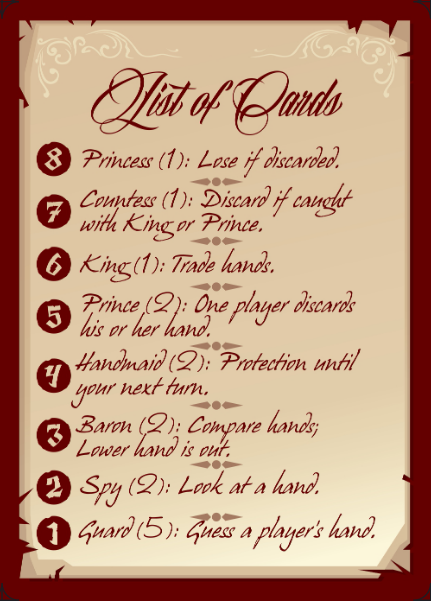 List of Cards
8 Princess (1): Lose if discarded.
7 Countess (1): Discard if caught
with King or Prince.
6 King (1): Trade hands.
5 Prince (2): One player discards
his or her hand.
4 Handmaid (2): Protection until
your next turn.
3 Baron (2): Compare hands;
Lower hand is out.
2 Spy (2): Look at a hand.
1 Guard (5): Guess a player's hand.